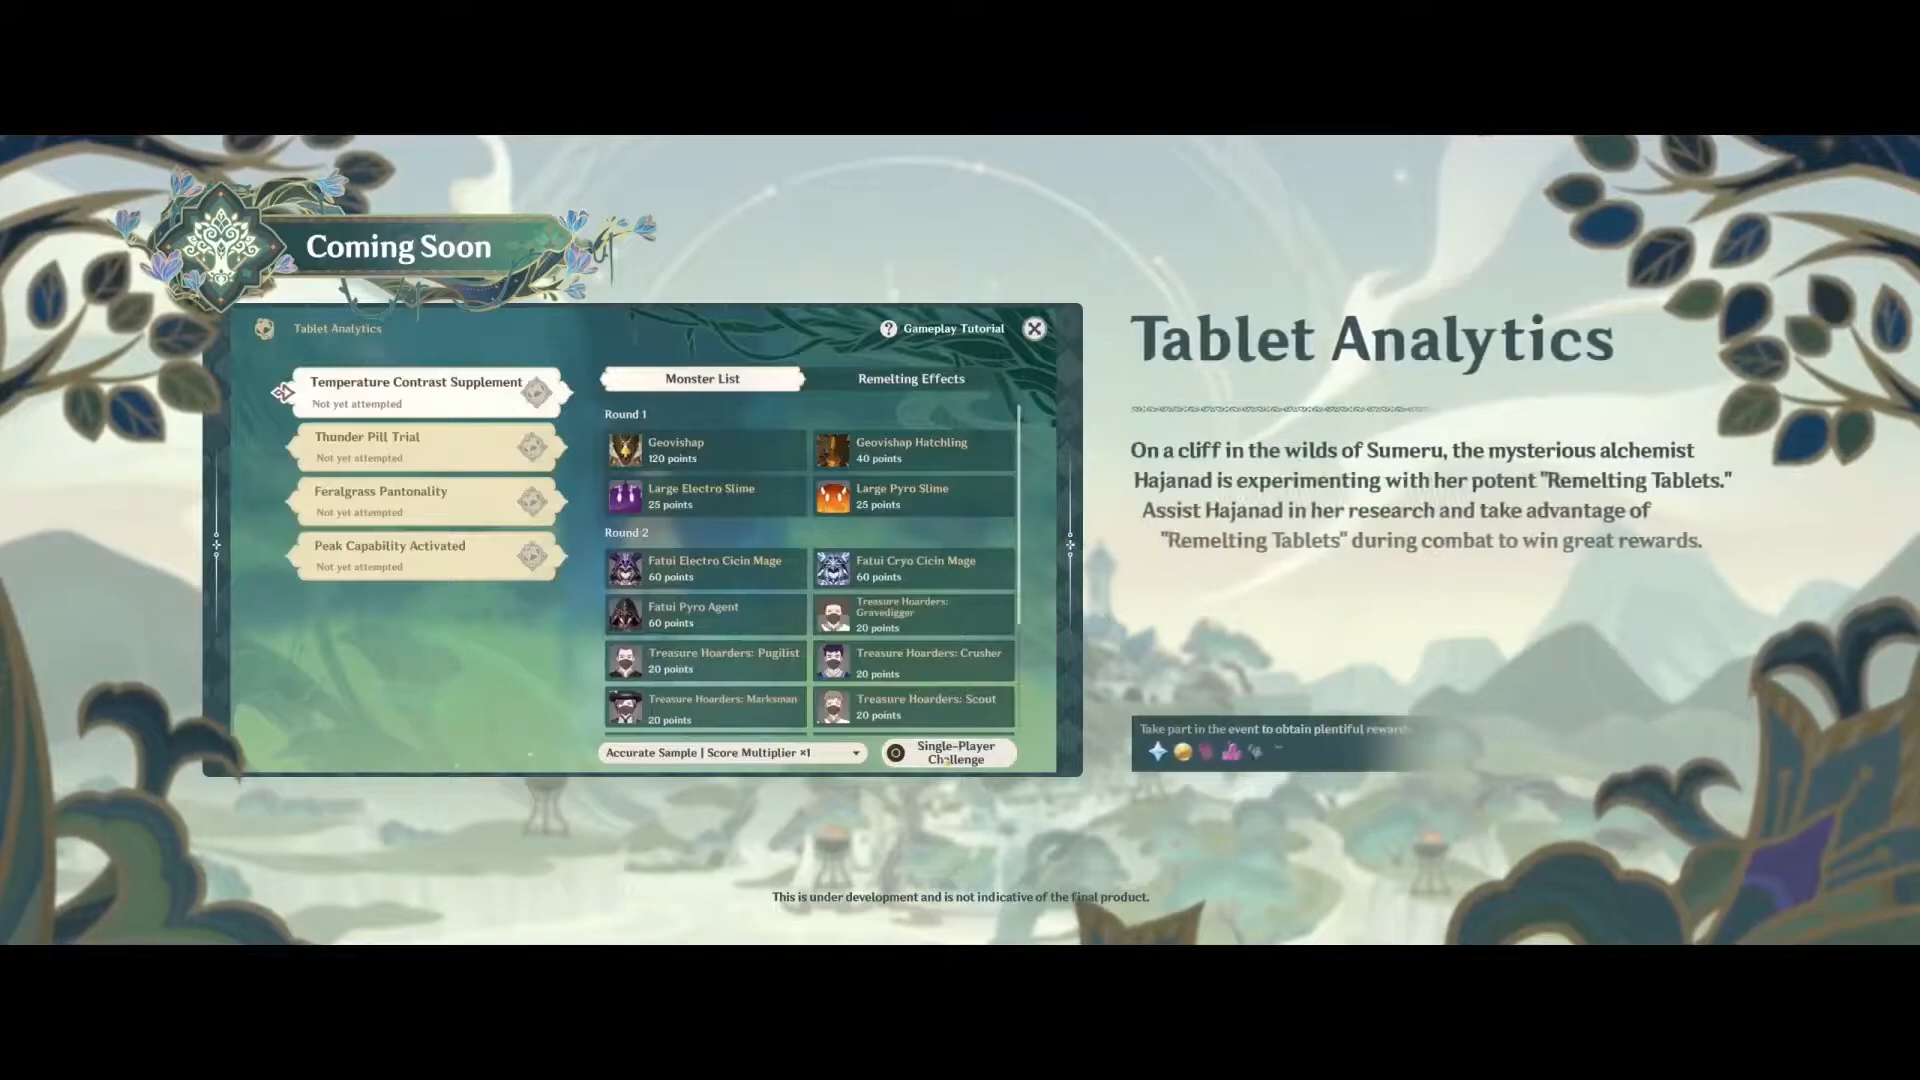 Coming Soon
Tablet Analytics
Gameplay Tutorial
Temperature Contrast Supplement
Not yet attempted
Thunder Pill Trial
Not yet attempted
Feralgrass Pantonality
Not yet attempted
Peak Capability Activated
Not yet attempted
Monster List
Remelting Effects
Round 1
Geovishap
120 points
Geovishap Hatchling
40 points
Large Electro Slime
25 points
Large Pyro Slime
25 points
Round 2
Fatui Electro Cicin Mage
60 points
Fatui Cryo Cicin Mage
60 points
Fatui Pyro Agent
60 points
Treasure Hoarders:
Gravedigger
20 points
Treasure Hoarders: Pugilist
20 points
Treasure Hoarders: Crusher
20 points
Treasure Hoarders: Marksman
20 points
Treasure Hoarders: Scout
20 points
Accurate Sample | Score Multiplier ×1
Single-Player
Challenge
Tablet Analytics
On a cliff in the wilds of Sumeru, the mysterious alchemist
Hajanad is experimenting with her potent "Remelting Tablets."
Assist Hajanad in her research and take advantage of
"Remelting Tablets" during combat to win great rewards.
Take part in the event to obtain plentiful rewards
This is under development and is not indicative of the final product.